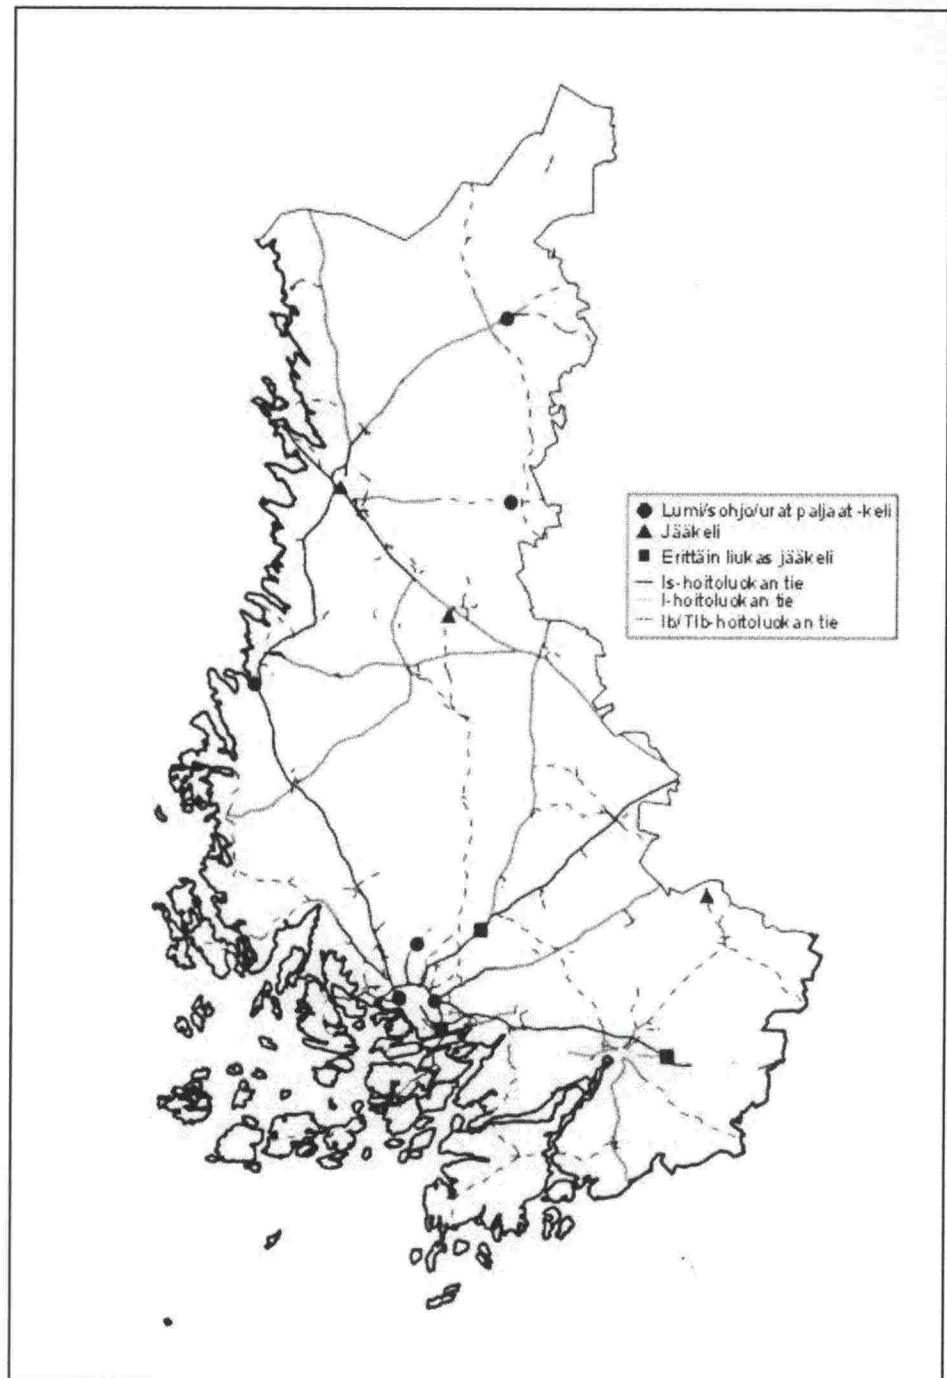 Lumi/sohjo/urat paljaat -keli
Jääkeli
Erittäin liukas jääkeli
Is-hoitoluokan tie
I-hoitoluokan tie
Ib/TIb-hoitoluokan tie